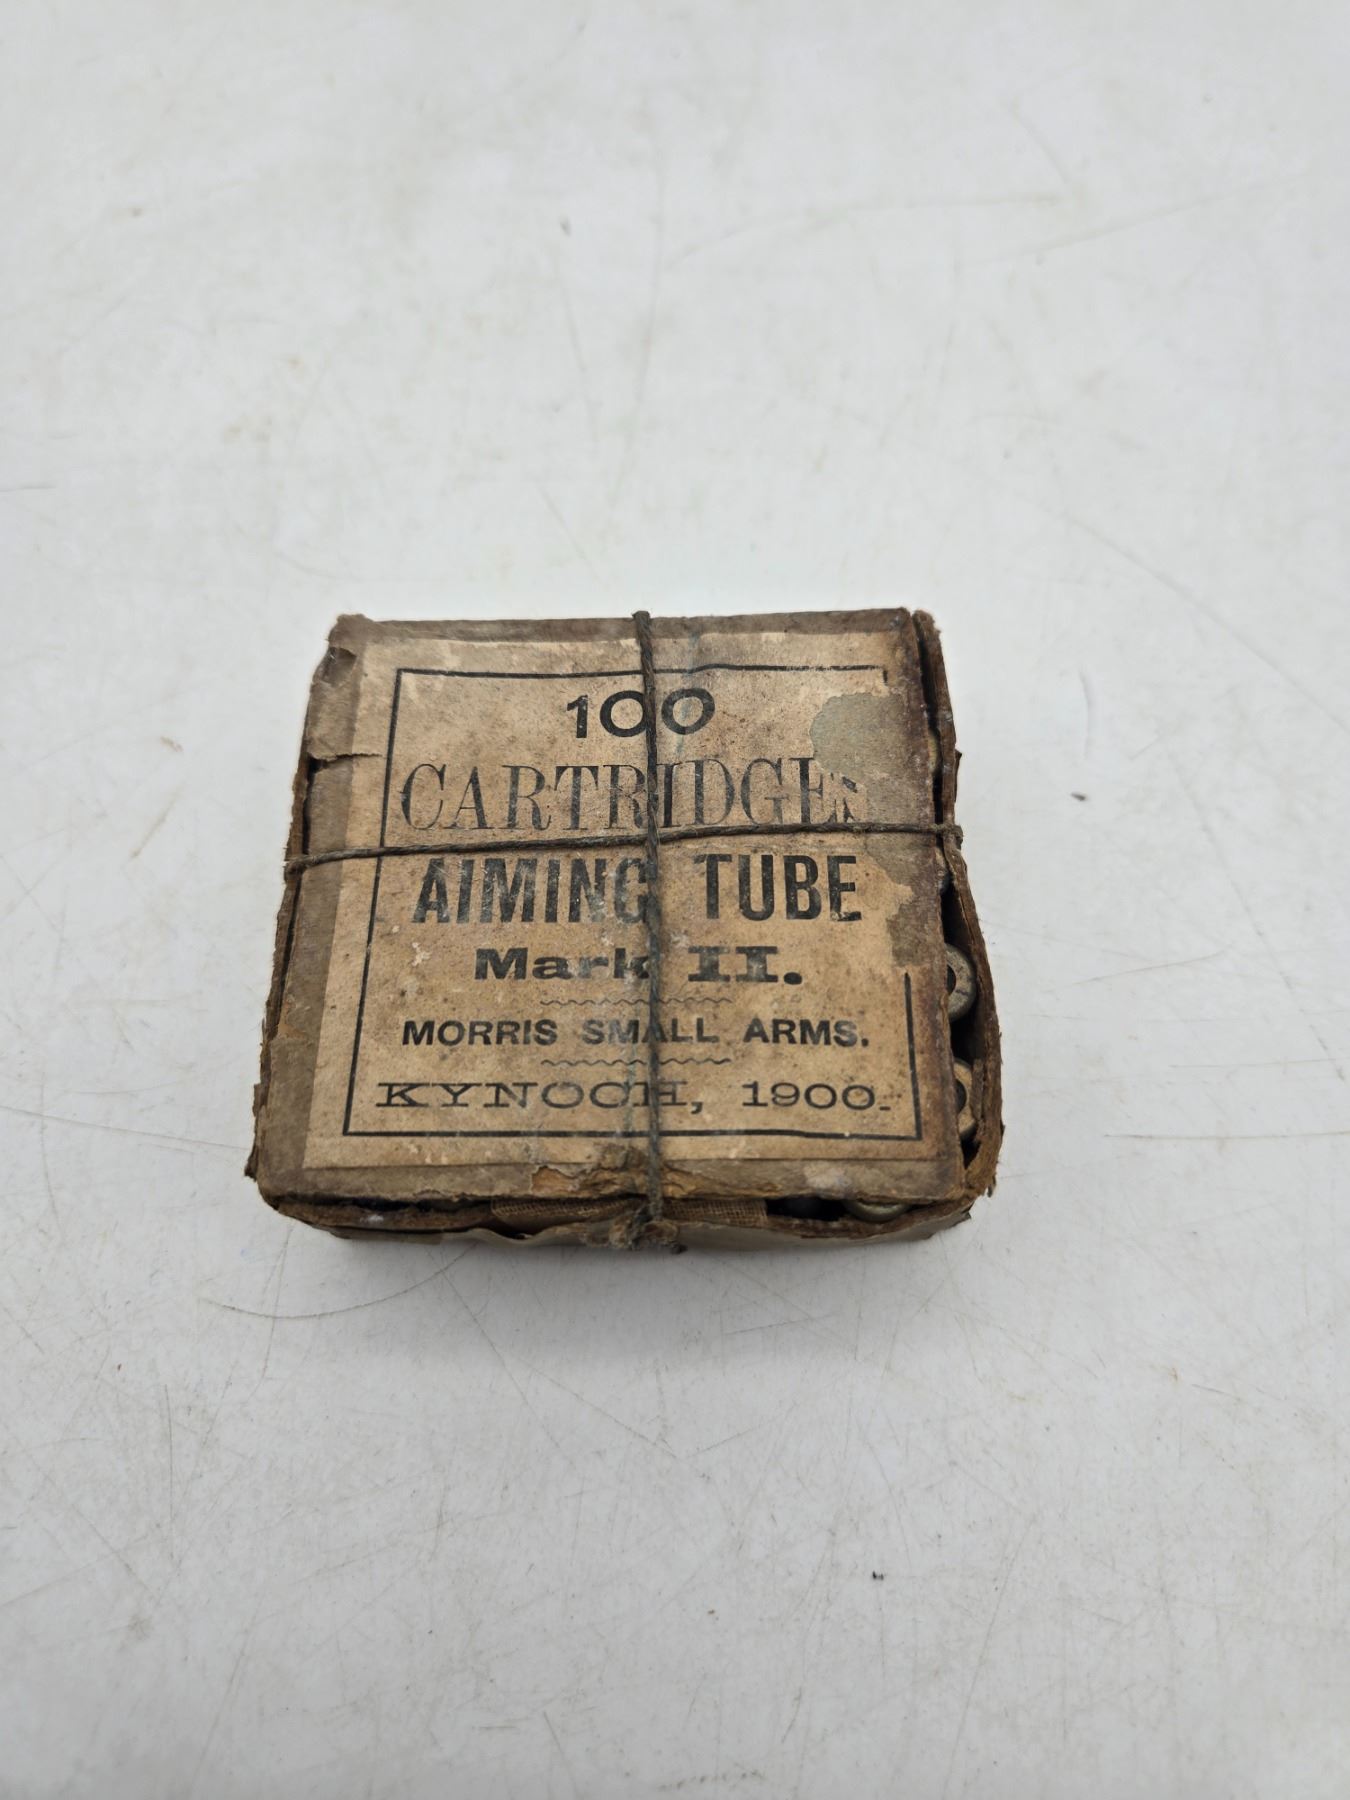 100
CARTRIDGES
AIMING TUBE
Mark II.
MORRIS SMALL ARMS.
KYNOCH, 1900.